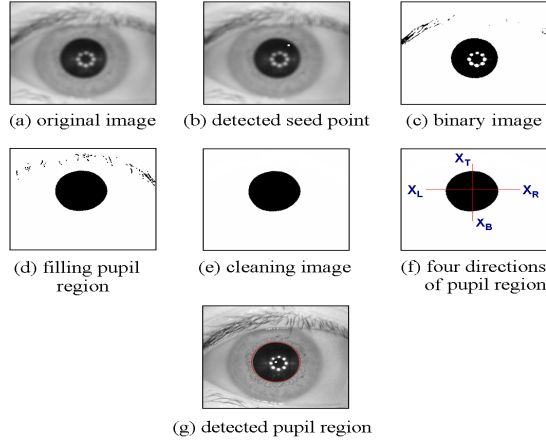 (a) original image
(b) detected seed point
(c) binary image
X_T
X_L
X_R
X_B
(d) filling pupil
region
(e) cleaning image
(f) four directions
of pupil region
(g) detected pupil region